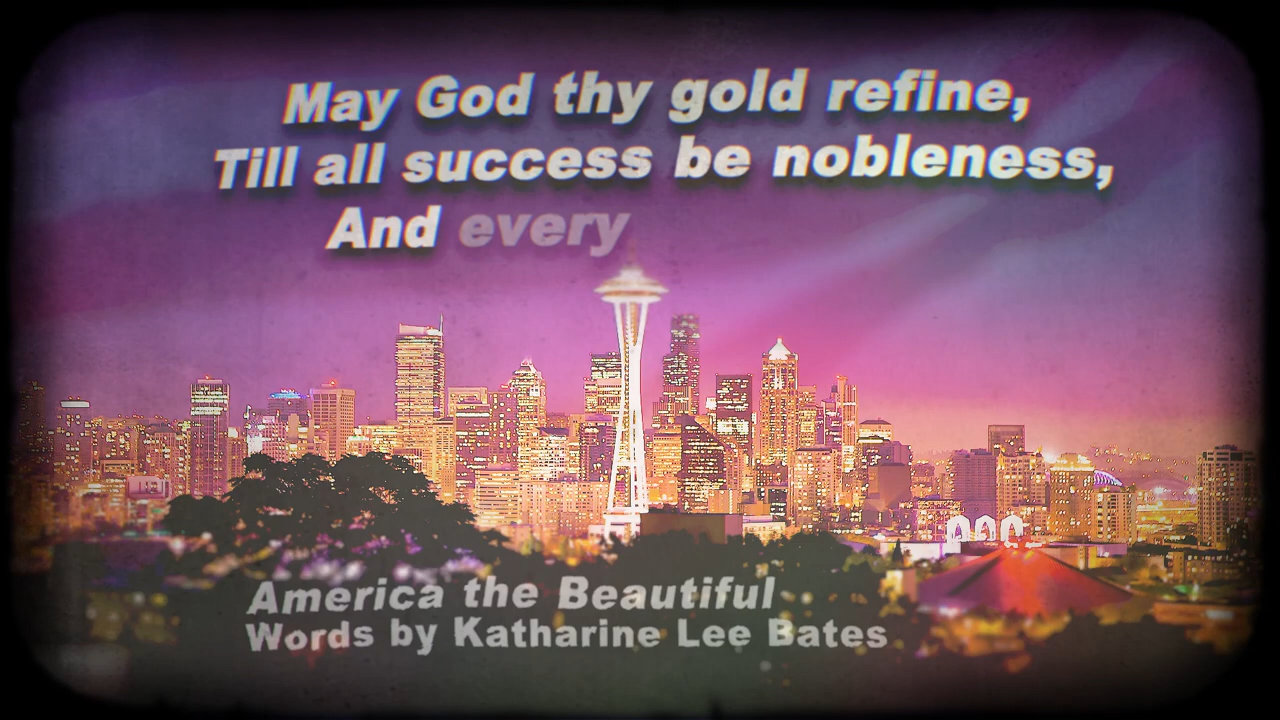 May God thy gold refine,
Till all success be nobleness,
And every
America the Beautiful
Words by Katharine Lee Bates